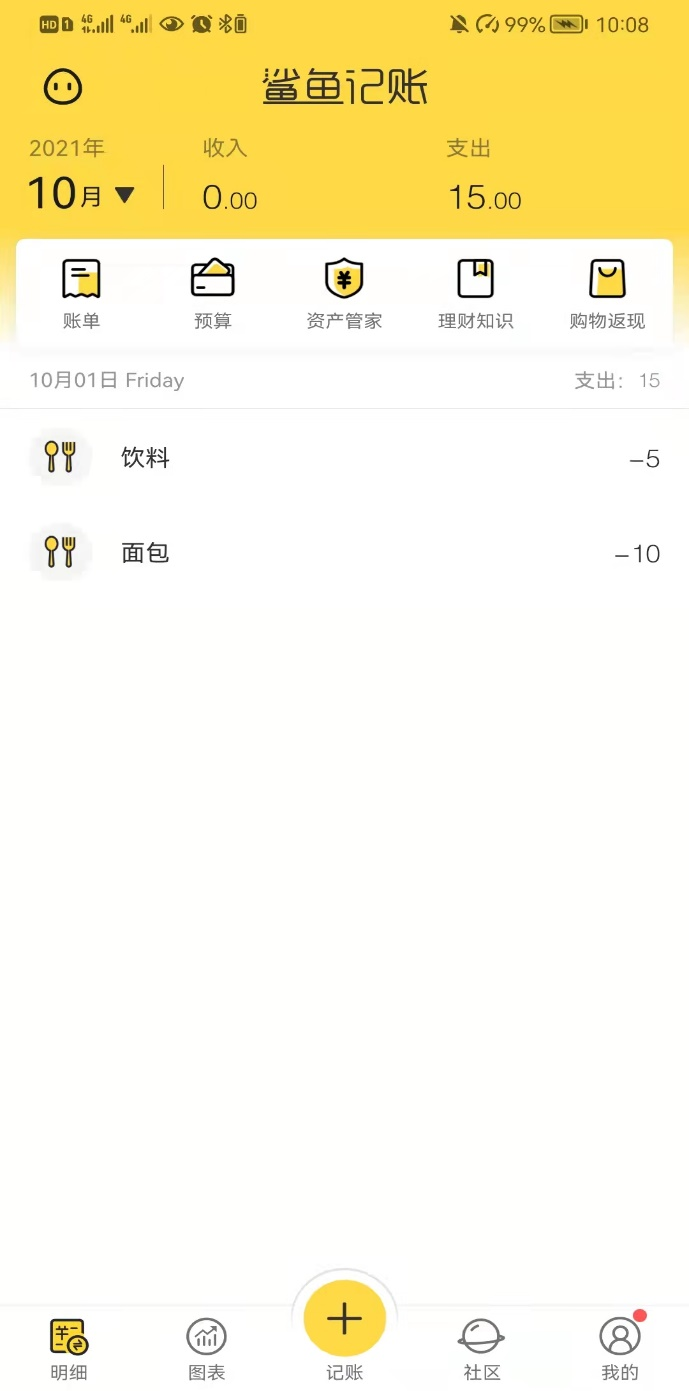 HD 1 4G 4G 99% 10:08
鲨鱼记账
2021年 收入 支出
10月 0.00 15.00
账单 预算 资产管家 理财知识 购物返现
10月01日 Friday 支出: 15
饮料 -5
面包 -10
明细 图表 记账 社区 我的